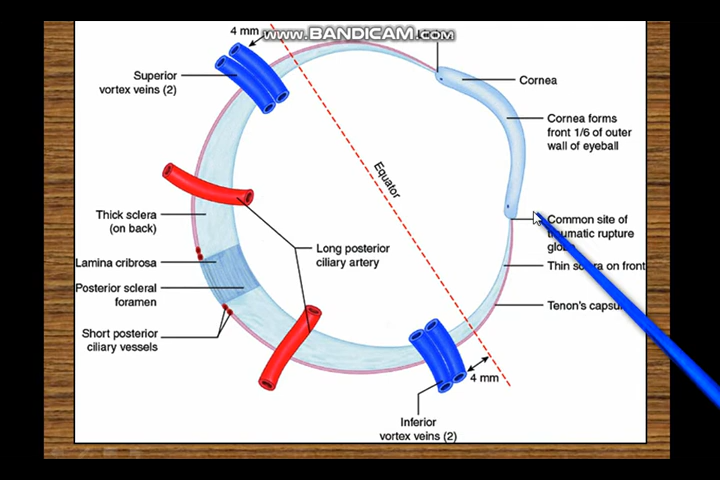 4 mm
www.BANDICAM.COM
Superior
vortex veins (2)
Cornea
Cornea forms
front 1/6 of outer
wall of eyeball
Equator
Thick sclera
(on back)
Common site of
rupture
Long posterior
ciliary artery
Lamina cribrosa
Thin sclera on front
Posterior scleral
foramen
Tenon's
Short posterior
ciliary vessels
4 mm
Inferior
vortex veins (2)